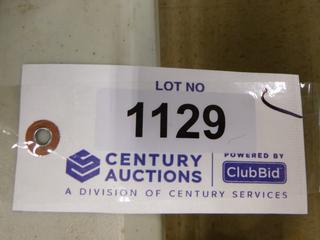 LOT NO
1129
CENTURY AUCTIONS
POWERED BY
ClubBid
A DIVISION OF CENTURY SERVICES